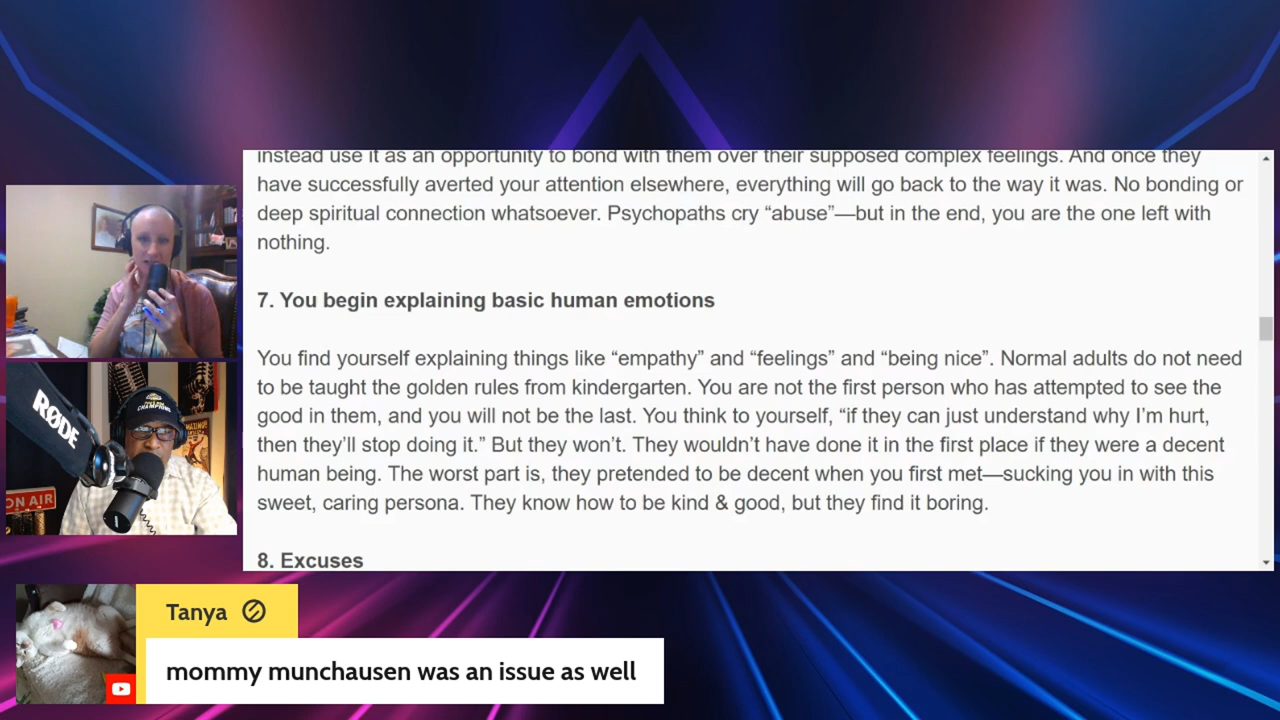 instead use it as an opportunity to bond with them over their supposed complex feelings. And once they
have successfully averted your attention elsewhere, everything will go back to the way it was. No bonding or
deep spiritual connection whatsoever. Psychopaths cry “abuse”—but in the end, you are the one left with
nothing.
7. You begin explaining basic human emotions
You find yourself explaining things like “empathy” and “feelings” and “being nice”. Normal adults do not need
to be taught the golden rules from kindergarten. You are not the first person who has attempted to see the
good in them, and you will not be the last. You think to yourself, “if they can just understand why I’m hurt,
then they’ll stop doing it.” But they won’t. They wouldn’t have done it in the first place if they were a decent
human being. The worst part is, they pretended to be decent when you first met—sucking you in with this
sweet, caring persona. They know how to be kind & good, but they find it boring.
8. Excuses
RØDE
CHAMPIONS
ON AIR
Tanya
mommy munchausen was an issue as well